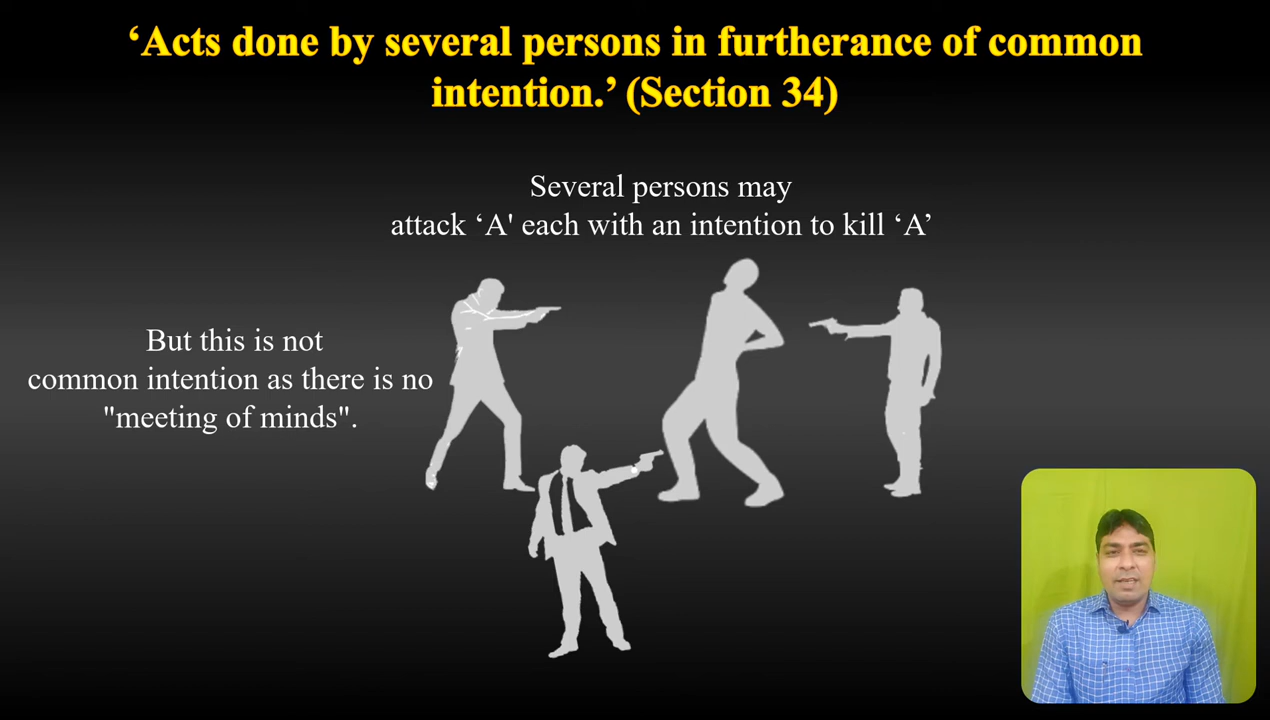 ‘Acts done by several persons in furtherance of common
intention.’ (Section 34)
Several persons may
attack ‘A' each with an intention to kill ‘A’
But this is not
common intention as there is no
"meeting of minds".